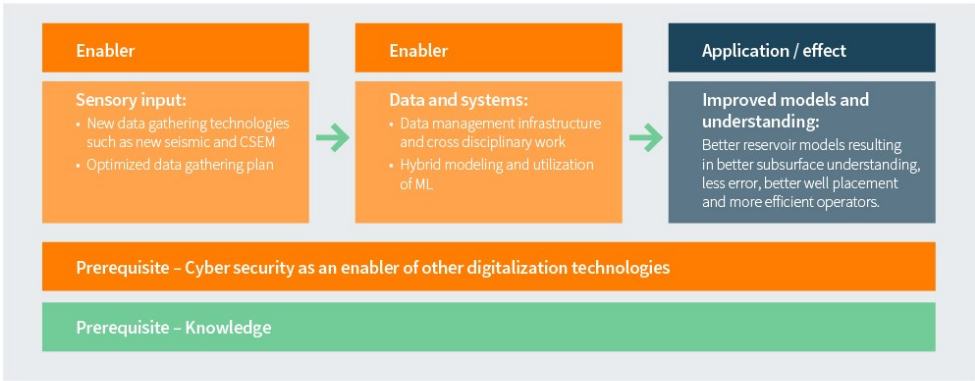 Enabler
Sensory input:
• New data gathering technologies
such as new seismic and CSEM
• Optimized data gathering plan
Enabler
Data and systems:
• Data management infrastructure
and cross disciplinary work
• Hybrid modeling and utilization
of ML
Application / effect
Improved models and
understanding:
Better reservoir models resulting
in better subsurface understanding,
less error, better well placement
and more efficient operators.
Prerequisite – Cyber security as an enabler of other digitalization technologies
Prerequisite – Knowledge